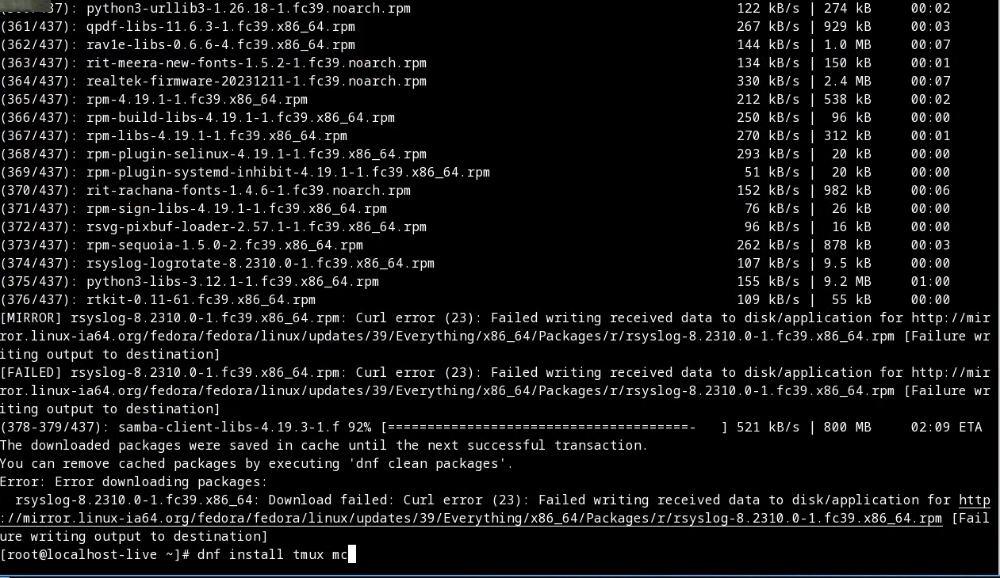 37): python3-urllib3-1.26.18-1.fc39.noarch.rpm 122 kB/s | 274 kB 00:02
(361/437): qpdf-libs-11.6.3-1.fc39.x86_64.rpm 267 kB/s | 929 kB 00:03
(362/437): rav1e-libs-0.6.6-4.fc39.x86_64.rpm 144 kB/s | 1.0 MB 00:07
(363/437): rit-meera-new-fonts-1.5.2-1.fc39.noarch.rpm 134 kB/s | 150 kB 00:01
(364/437): realtek-firmware-20231211-1.fc39.noarch.rpm 330 kB/s | 2.4 MB 00:07
(365/437): rpm-4.19.1-1.fc39.x86_64.rpm 212 kB/s | 538 kB 00:02
(366/437): rpm-build-libs-4.19.1-1.fc39.x86_64.rpm 250 kB/s | 96 kB 00:00
(367/437): rpm-libs-4.19.1-1.fc39.x86_64.rpm 270 kB/s | 312 kB 00:01
(368/437): rpm-plugin-selinux-4.19.1-1.fc39.x86_64.rpm 293 kB/s | 20 kB 00:00
(369/437): rpm-plugin-systemd-inhibit-4.19.1-1.fc39.x86_64.rpm 51 kB/s | 20 kB 00:00
(370/437): rit-rachana-fonts-1.4.6-1.fc39.noarch.rpm 152 kB/s | 982 kB 00:06
(371/437): rpm-sign-libs-4.19.1-1.fc39.x86_64.rpm 76 kB/s | 26 kB 00:00
(372/437): rsvg-pixbuf-loader-2.57.1-1.fc39.x86_64.rpm 96 kB/s | 16 kB 00:00
(373/437): rpm-sequoia-1.5.0-2.fc39.x86_64.rpm 262 kB/s | 878 kB 00:03
(374/437): rsyslog-logrotate-8.2310.0-1.fc39.x86_64.rpm 107 kB/s | 9.5 kB 00:00
(375/437): python3-libs-3.12.1-1.fc39.x86_64.rpm 155 kB/s | 9.2 MB 01:00
(376/437): rtkit-0.11-61.fc39.x86_64.rpm 109 kB/s | 55 kB 00:00
[MIRROR] rsyslog-8.2310.0-1.fc39.x86_64.rpm: Curl error (23): Failed writing received data to disk/application for http://mir
ror.linux-ia64.org/fedora/fedora/linux/updates/39/Everything/x86_64/Packages/r/rsyslog-8.2310.0-1.fc39.x86_64.rpm [Failure wr
iting output to destination]
[FAILED] rsyslog-8.2310.0-1.fc39.x86_64.rpm: Curl error (23): Failed writing received data to disk/application for http://mir
ror.linux-ia64.org/fedora/fedora/linux/updates/39/Everything/x86_64/Packages/r/rsyslog-8.2310.0-1.fc39.x86_64.rpm [Failure wr
iting output to destination]
(378-379/437): samba-client-libs-4.19.3-1.f 92% [======================================- ] 521 kB/s | 800 MB 02:09 ETA
The downloaded packages were saved in cache until the next successful transaction.
You can remove cached packages by executing 'dnf clean packages'.
Error: Error downloading packages:
rsyslog-8.2310.0-1.fc39.x86_64: Download failed: Curl error (23): Failed writing received data to disk/application for http
://mirror.linux-ia64.org/fedora/fedora/linux/updates/39/Everything/x86_64/Packages/r/rsyslog-8.2310.0-1.fc39.x86_64.rpm [Fail
ure writing output to destination]
[root@localhost-live ~]# dnf install tmux mc